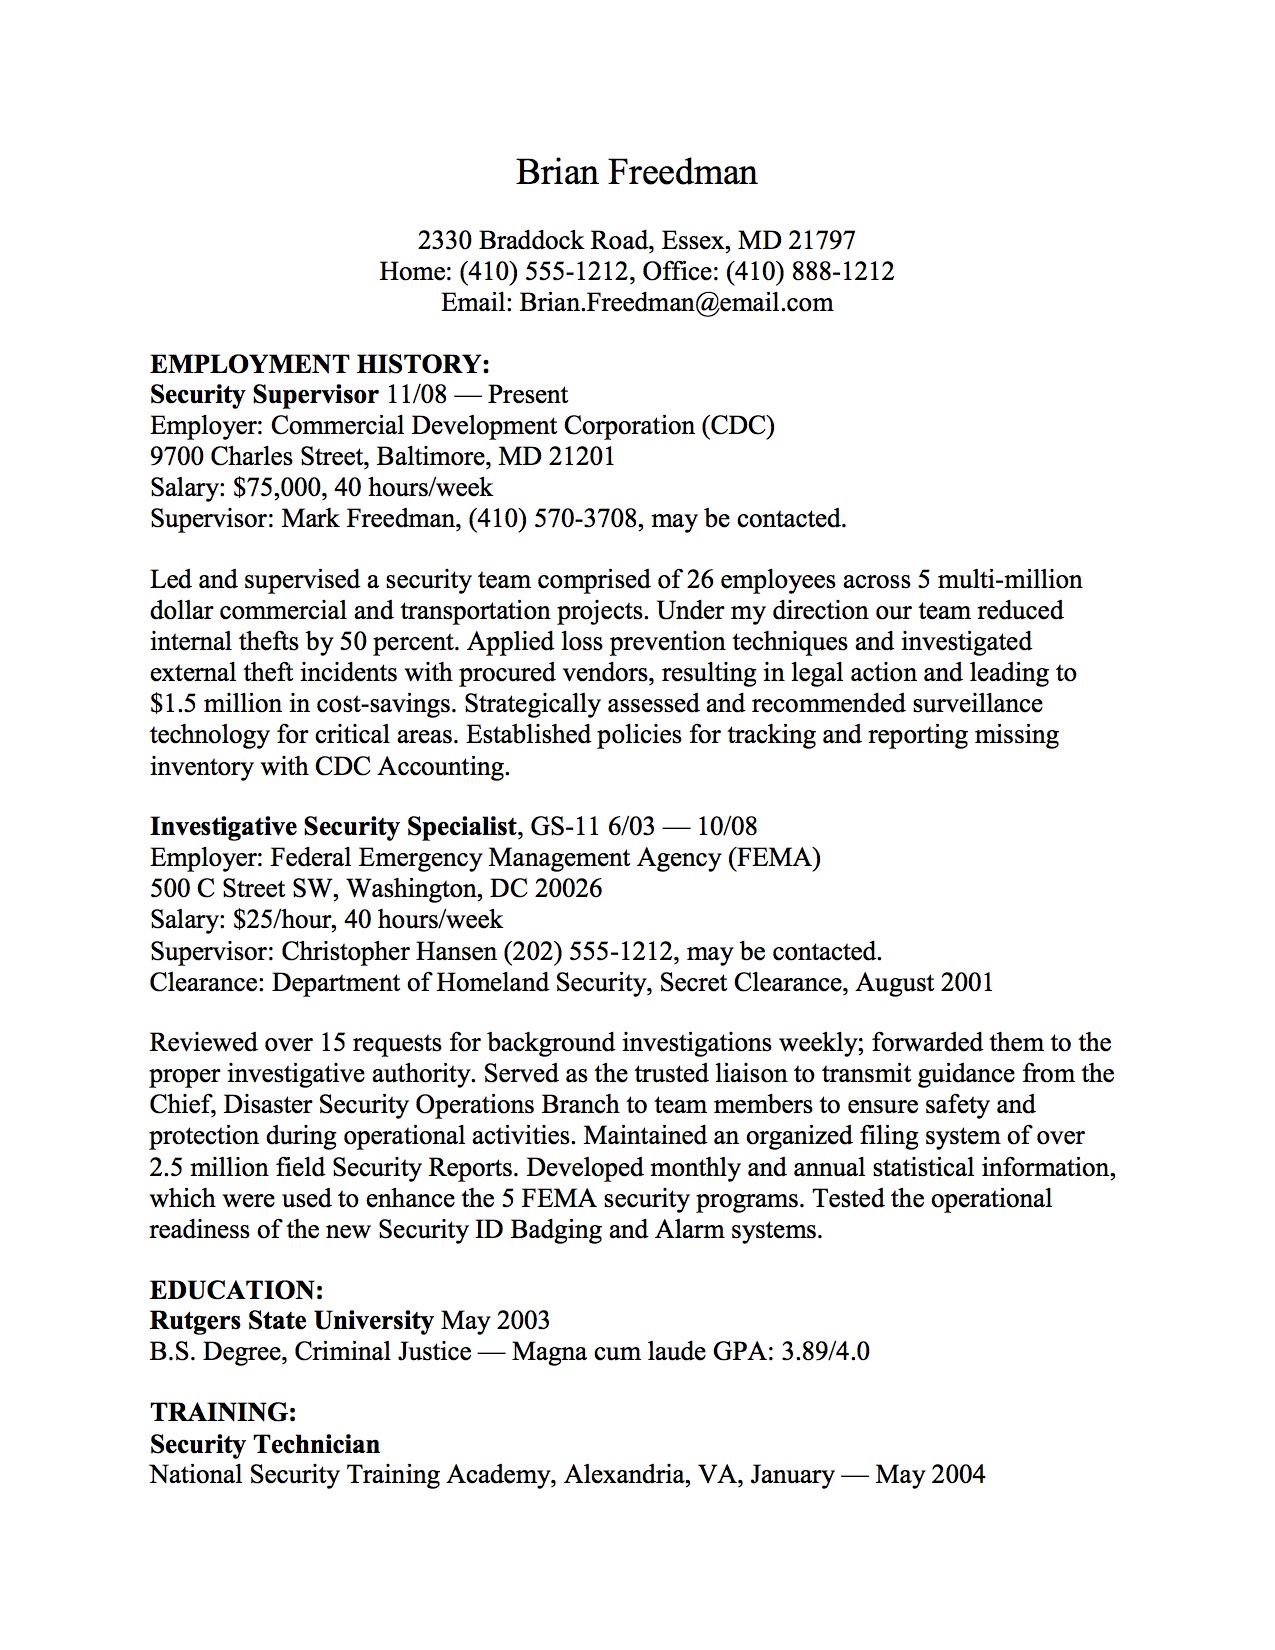 Brian Freedman
2330 Braddock Road, Essex, MD 21797
Home: (410) 555-1212, Office: (410) 888-1212
Email: Brian.Freedman@email.com
EMPLOYMENT HISTORY:
Security Supervisor 11/08 — Present
Employer: Commercial Development Corporation (CDC)
9700 Charles Street, Baltimore, MD 21201
Salary: $75,000, 40 hours/week
Supervisor: Mark Freedman, (410) 570-3708, may be contacted.
Led and supervised a security team comprised of 26 employees across 5 multi-million
dollar commercial and transportation projects. Under my direction our team reduced
internal thefts by 50 percent. Applied loss prevention techniques and investigated
external theft incidents with procured vendors, resulting in legal action and leading to
$1.5 million in cost-savings. Strategically assessed and recommended surveillance
technology for critical areas. Established policies for tracking and reporting missing
inventory with CDC Accounting.
Investigative Security Specialist, GS-11 6/03 — 10/08
Employer: Federal Emergency Management Agency (FEMA)
500 C Street SW, Washington, DC 20026
Salary: $25/hour, 40 hours/week
Supervisor: Christopher Hansen (202) 555-1212, may be contacted.
Clearance: Department of Homeland Security, Secret Clearance, August 2001
Reviewed over 15 requests for background investigations weekly; forwarded them to the
proper investigative authority. Served as the trusted liaison to transmit guidance from the
Chief, Disaster Security Operations Branch to team members to ensure safety and
protection during operational activities. Maintained an organized filing system of over
2.5 million field Security Reports. Developed monthly and annual statistical information,
which were used to enhance the 5 FEMA security programs. Tested the operational
readiness of the new Security ID Badging and Alarm systems.
EDUCATION:
Rutgers State University May 2003
B.S. Degree, Criminal Justice — Magna cum laude GPA: 3.89/4.0
TRAINING:
Security Technician
National Security Training Academy, Alexandria, VA, January — May 2004